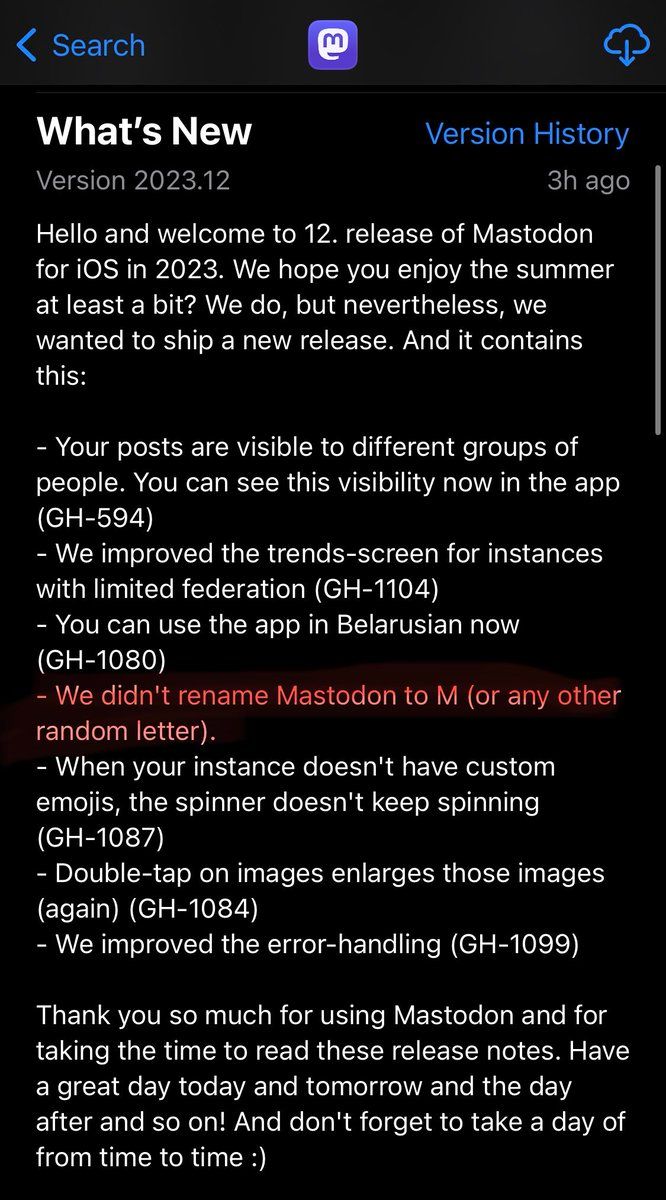 Search
What's New
Version History
Version 2023.12
3h ago
Hello and welcome to 12. release of Mastodon
for iOS in 2023. We hope you enjoy the summer
at least a bit? We do, but nevertheless, we
wanted to ship a new release. And it contains
this:
- Your posts are visible to different groups of
people. You can see this visibility now in the app
(GH-594)
- We improved the trends-screen for instances
with limited federation (GH-1104)
- You can use the app in Belarusian now
(GH-1080)
- We didn't rename Mastodon to M (or any other
random letter).
- When your instance doesn't have custom
emojis, the spinner doesn't keep spinning
(GH-1087)
- Double-tap on images enlarges those images
(again) (GH-1084)
- We improved the error-handling (GH-1099)
Thank you so much for using Mastodon and for
taking the time to read these release notes. Have
a great day today and tomorrow and the day
after and so on! And don't forget to take a day of
from time to time :)